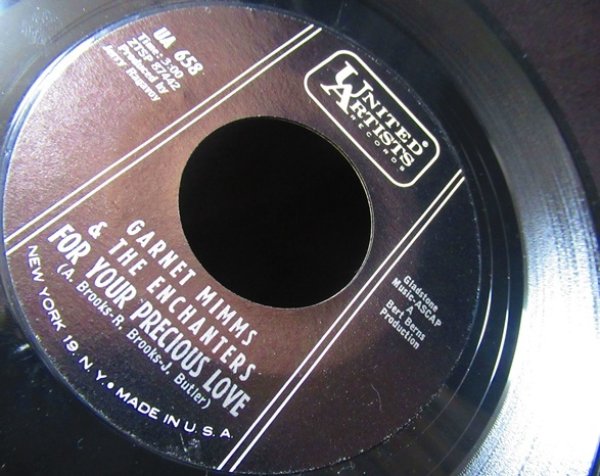 UNITED
ARTISTS
RECORDS
UA 658
Time: 3:00
ZTSP 87442
Produced by
Jerry Ragavoy
Gladstone
Music-ASCAP
A
Bert Berns
Production
GARNET MIMMS
& THE ENCHANTERS
FOR YOUR PRECIOUS LOVE
(A. Brooks-R. Brooks-J. Butler)
NEW YORK 19, N.Y. • MADE IN U.S.A.